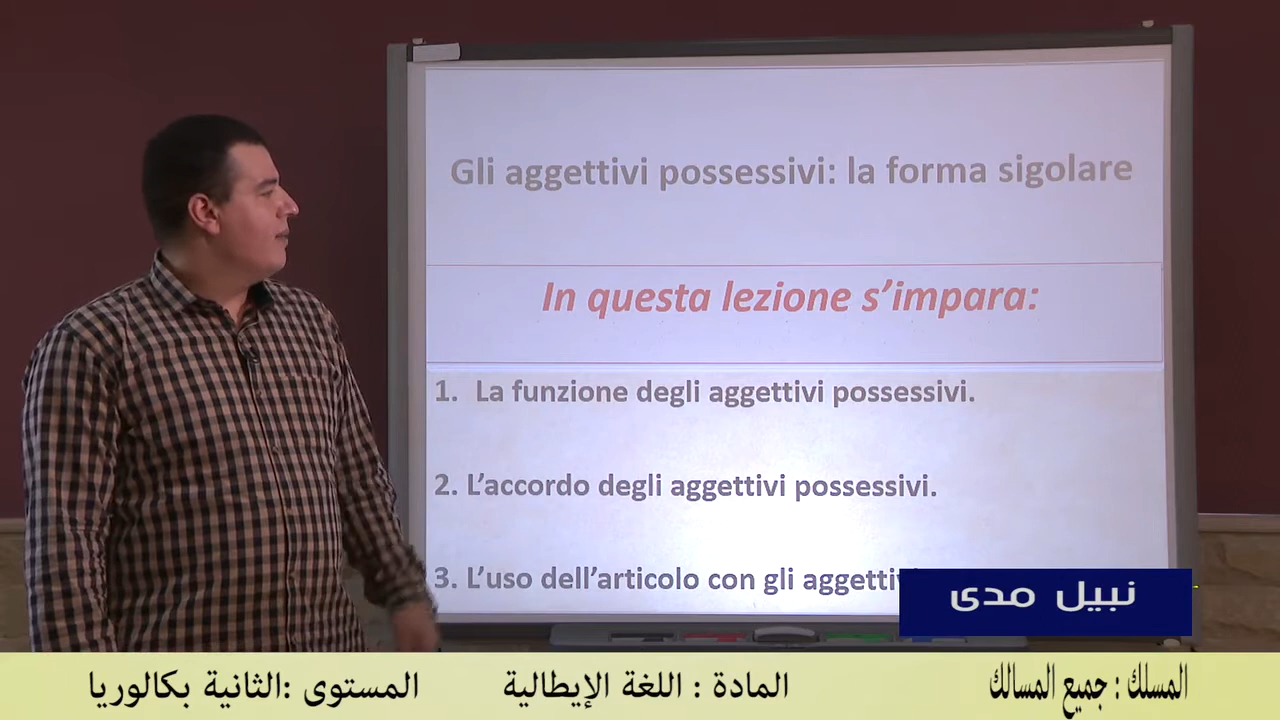 Gli aggettivi possessivi: la forma sigolare
In questa lezione s’impara:
1. La funzione degli aggettivi possessivi.
2. L’accordo degli aggettivi possessivi.
3. L’uso dell’articolo con gli
نبيل مدى
المسلك : جميع المسالك
المادة : اللغة الإيطالية
المستوى :الثانية بكالوريا